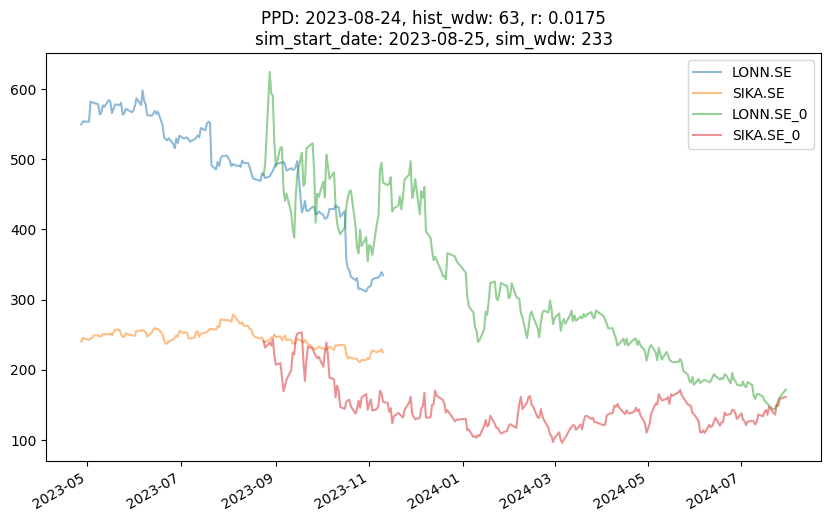 PPD: 2023-08-24, hist_wdw: 63, r: 0.0175
sim_start_date: 2023-08-25, sim_wdw: 233
LONN.SE
SIKA.SE
LONN.SE_0
SIKA.SE_0
600
500
400
300
200
100
2023-05
2023-07
2023-09
2023-11
2024-01
2024-03
2024-05
2024-07